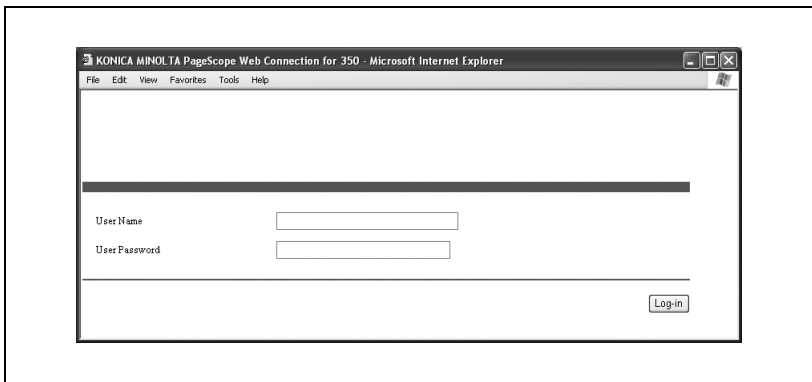 KONICA MINOLTA PageScope Web Connection for 350 - Microsoft Internet Explorer
File Edit View Favorites Tools Help
User Name
User Password
Log-in